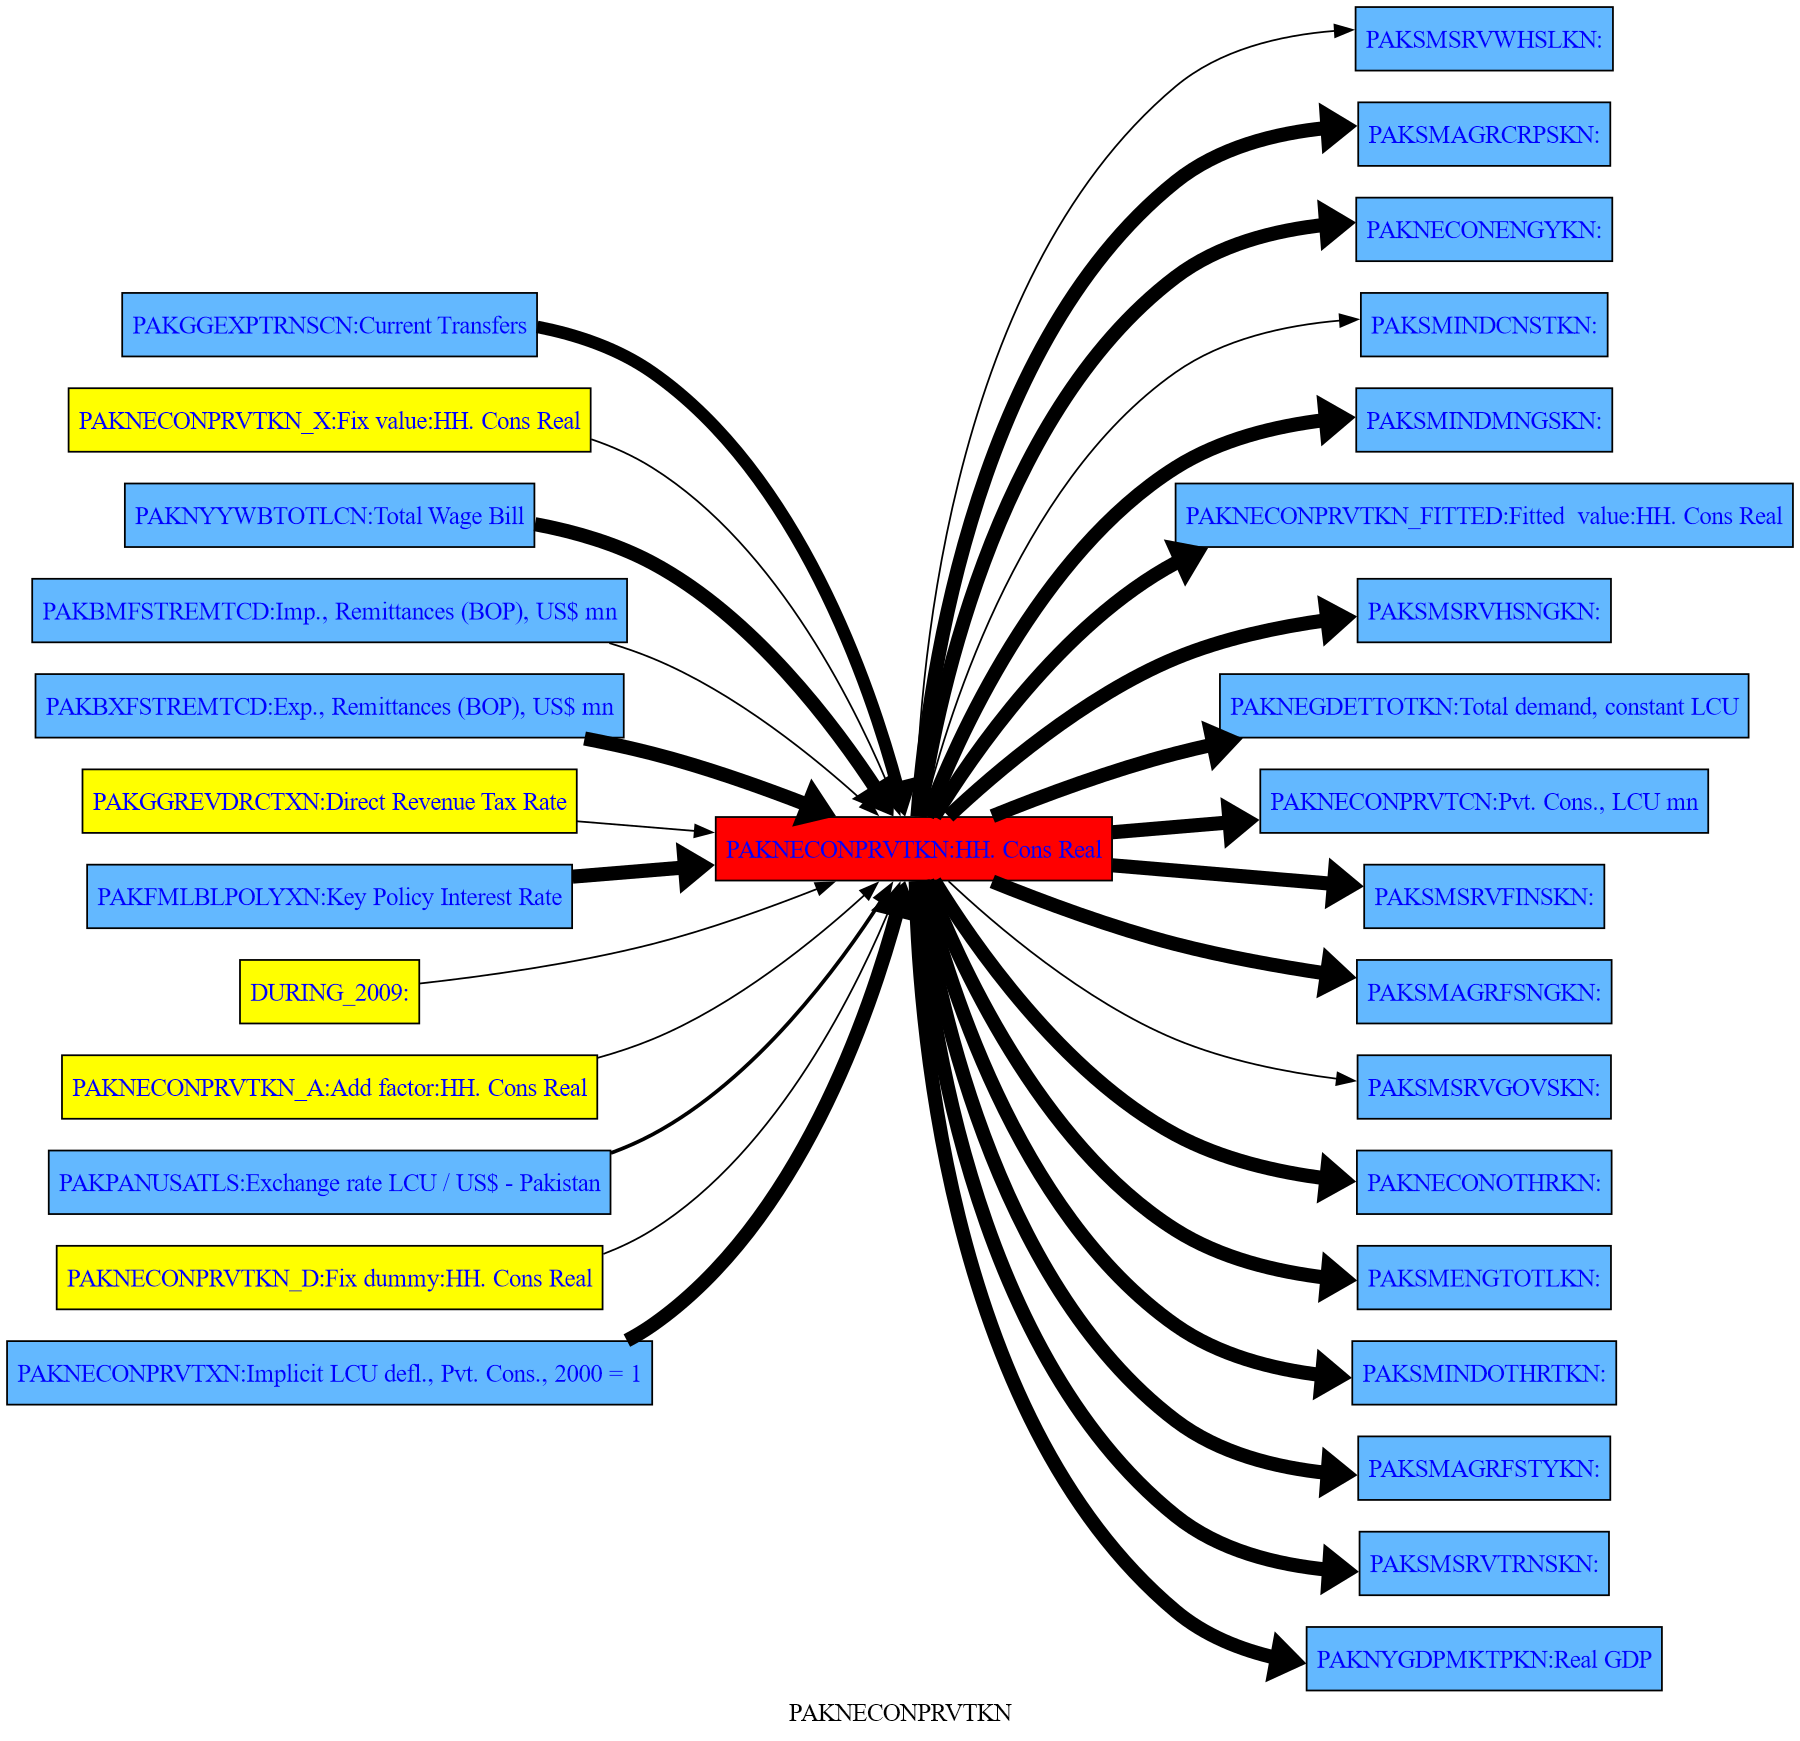 PAKSMSRVWHSLKN:
PAKSMAGRCRPSKN:
PAKNECONENGYKN:
PAKGGEXPTRNSCN:Current Transfers
PAKSMINDCNSTKN:
PAKNECONPRVTKN_X:Fix value:HH. Cons Real
PAKSMINDMNGSKN:
PAKNYYWBTOTLCN:Total Wage Bill
PAKNECONPRVTKN_FITTED:Fitted  value:HH. Cons Real
PAKBMFSTREMTCD:Imp., Remittances (BOP), US$ mn
PAKSMSRVHSNGKN:
PAKBXFSTREMTCD:Exp., Remittances (BOP), US$ mn
PAKNEGDETTOTKN:Total demand, constant LCU
PAKGGREVDRCTXN:Direct Revenue Tax Rate
PAKNECONPRVTCN:Pvt. Cons., LCU mn
PAKNECONPRVTKN:HH. Cons Real
PAKFMLBLPOLYXN:Key Policy Interest Rate
PAKSMSRVFINSKN:
DURING_2009:
PAKSMAGRFSNGKN:
PAKNECONPRVTKN_A:Add factor:HH. Cons Real
PAKSMSRVGOVSKN:
PAKPANUSATLS:Exchange rate LCU / US$ - Pakistan
PAKNECONOTHRKN:
PAKNECONPRVTKN_D:Fix dummy:HH. Cons Real
PAKSMENGTOTLKN:
PAKNECONPRVTXN:Implicit LCU defl., Pvt. Cons., 2000 = 1
PAKSMINDOTHRTKN:
PAKSMAGRFSTYKN:
PAKSMSRVTRNSKN:
PAKNYGDPMKTPKN:Real GDP
PAKNECONPRVTKN